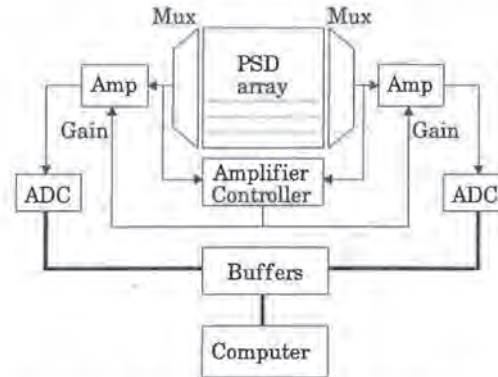 Mux
Mux
PSD
array
Amp
Amp
Gain
Gain
Amplifier
Controller
ADC
ADC
Buffers
Computer